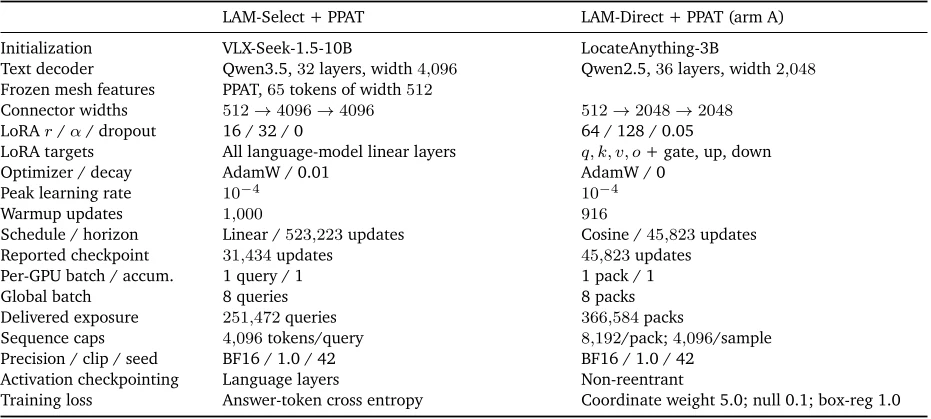 LAM-Select + PPAT LAM-Direct + PPAT (arm A)
Initialization VLX-Seek-1.5-10B LocateAnything-3B
Text decoder Qwen3.5, 32 layers, width 4,096 Qwen2.5, 36 layers, width 2,048
Frozen mesh features PPAT, 65 tokens of width 512
Connector widths 512 → 4096 → 4096 512 → 2048 → 2048
LoRA r / α / dropout 16 / 32 / 0 64 / 128 / 0.05
LoRA targets All language-model linear layers q, k, v, o + gate, up, down
Optimizer / decay AdamW / 0.01 AdamW / 0
Peak learning rate 10⁻⁴ 10⁻⁴
Warmup updates 1,000 916
Schedule / horizon Linear / 523,223 updates Cosine / 45,823 updates
Reported checkpoint 31,434 updates 45,823 updates
Per-GPU batch / accum. 1 query / 1 1 pack / 1
Global batch 8 queries 8 packs
Delivered exposure 251,472 queries 366,584 packs
Sequence caps 4,096 tokens/query 8,192/pack; 4,096/sample
Precision / clip / seed BF16 / 1.0 / 42 BF16 / 1.0 / 42
Activation checkpointing Language layers Non-reentrant
Training loss Answer-token cross entropy Coordinate weight 5.0; null 0.1; box-reg 1.0